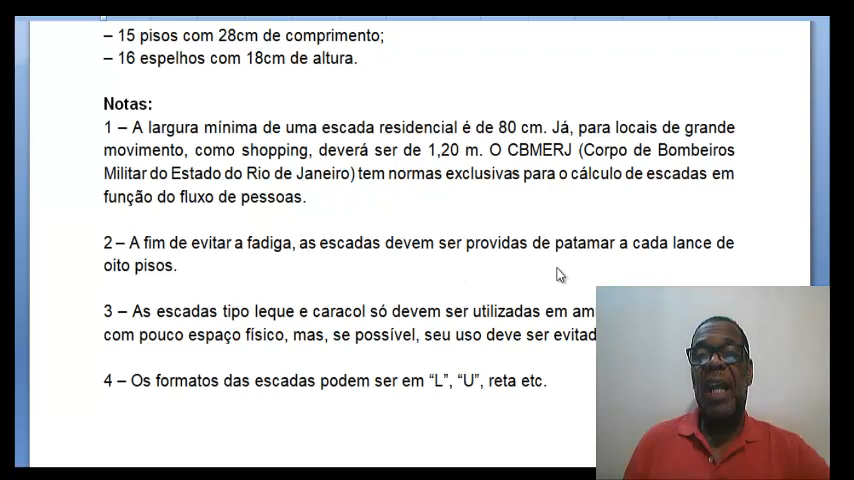 – 15 pisos com 28cm de comprimento;
– 16 espelhos com 18cm de altura.
Notas:
1 – A largura mínima de uma escada residencial é de 80 cm. Já, para locais de grande
movimento, como shopping, deverá ser de 1,20 m. O CBMERJ (Corpo de Bombeiros
Militar do Estado do Rio de Janeiro) tem normas exclusivas para o cálculo de escadas em
função do fluxo de pessoas.
2 – A fim de evitar a fadiga, as escadas devem ser providas de patamar a cada lance de
oito pisos.
3 – As escadas tipo leque e caracol só devem ser utilizadas em
com pouco espaço físico, mas, se possível, seu uso deve ser
4 – Os formatos das escadas podem ser em “L”, “U”, reta etc.